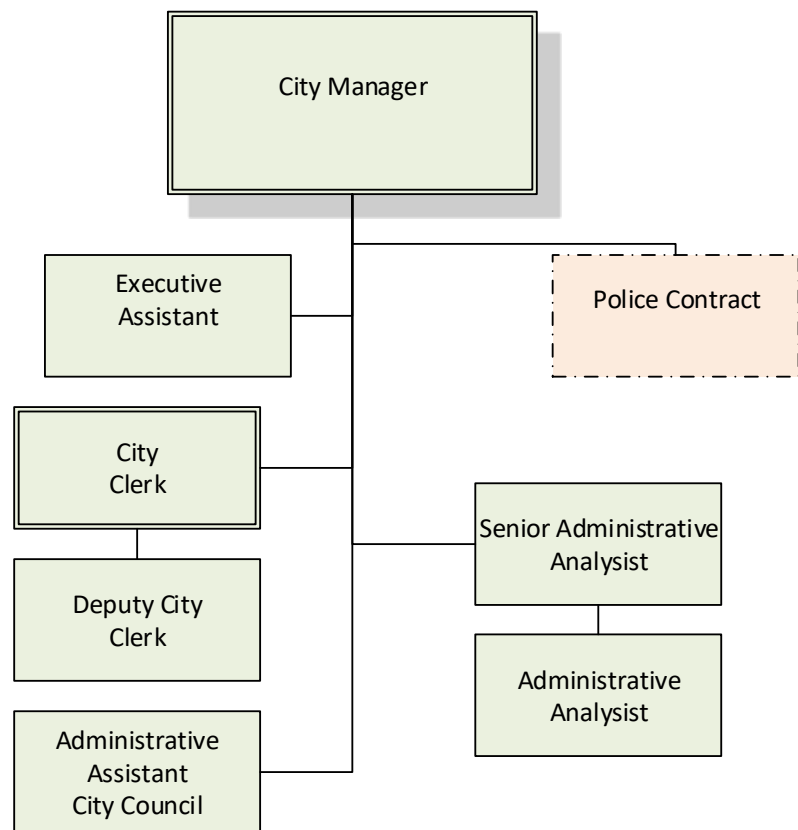 City Manager
Executive
Assistant
Police Contract
City
Clerk
Senior Administrative
Analysist
Deputy City
Clerk
Administrative
Analysist
Administrative
Assistant
City Council